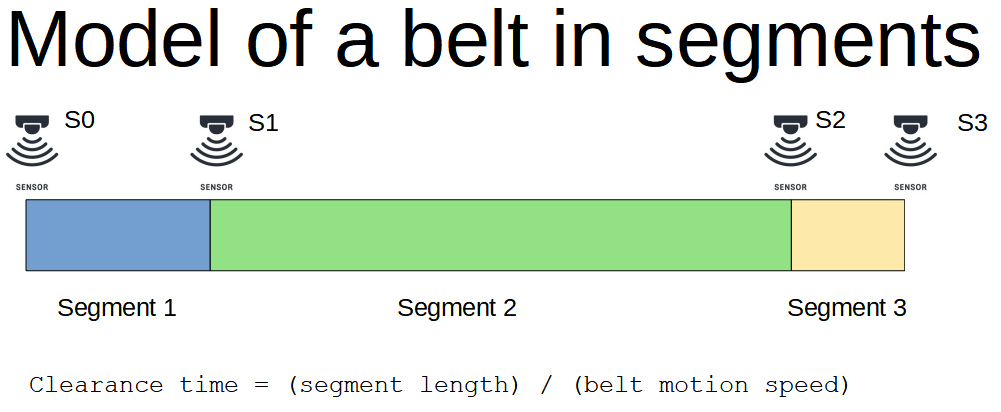 Model of a belt in segments
S0 S1 S2 S3
SENSOR SENSOR SENSOR SENSOR
Segment 1 Segment 2 Segment 3
Clearance time = (segment length) / (belt motion speed)